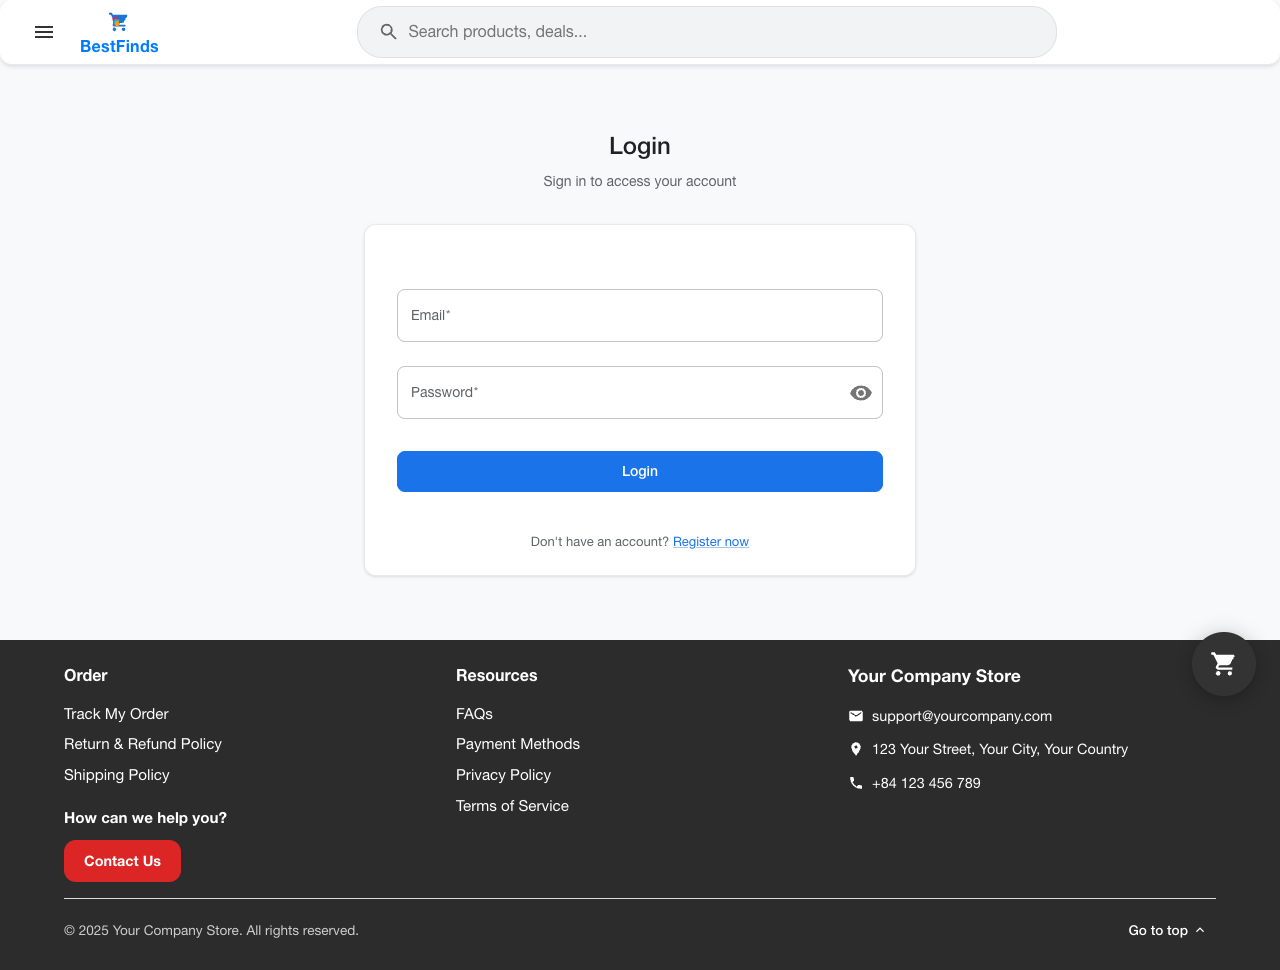 BestFinds
Search products, deals...
Login
Sign in to access your account
Email*
Password*
Login
Don't have an account? Register now
Order
Track My Order
Return & Refund Policy
Shipping Policy
How can we help you?
Contact Us
Resources
FAQs
Payment Methods
Privacy Policy
Terms of Service
Your Company Store
support@yourcompany.com
123 Your Street, Your City, Your Country
+84 123 456 789
© 2025 Your Company Store. All rights reserved.
Go to top